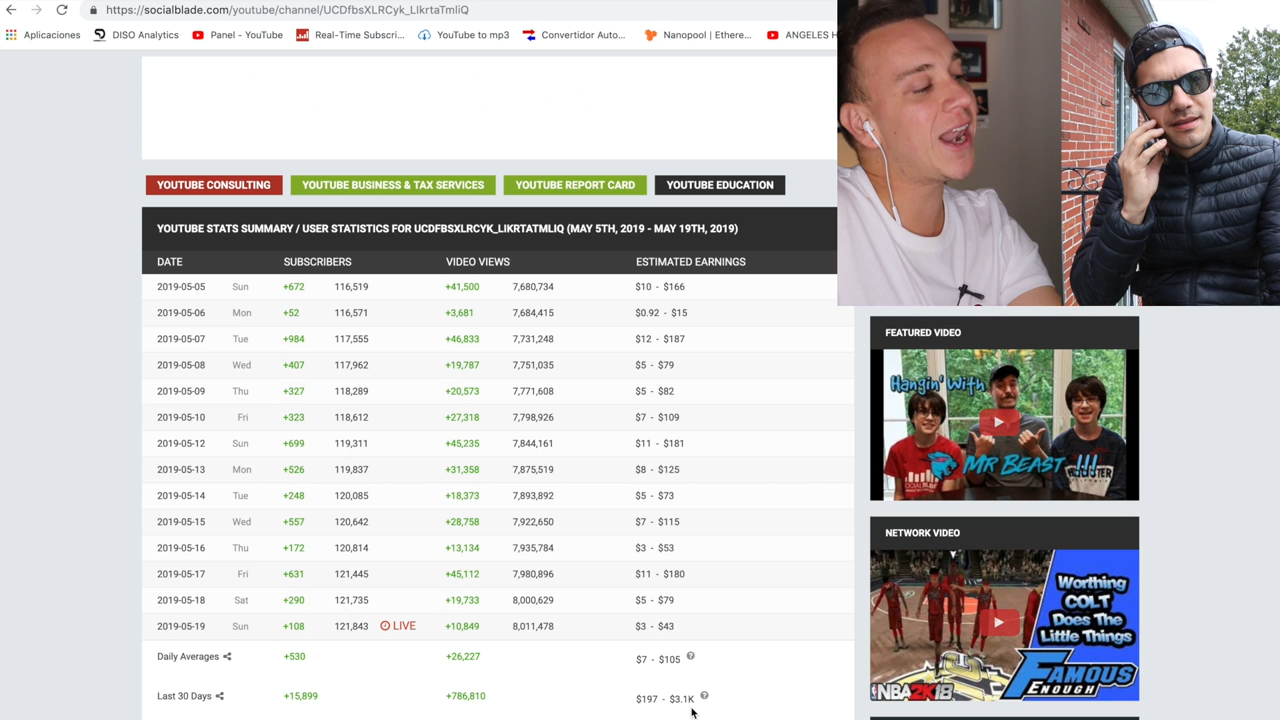 https://socialblade.com/youtube/channel/UCDfbsXLRCyk_LIkrtaTmliQ
Aplicaciones DISO Analytics Panel - YouTube Real-Time Subscri... YouTube to mp3 Convertidor Auto... Nanopool | Ethere... ANGELES H
YOUTUBE CONSULTING YOUTUBE BUSINESS & TAX SERVICES YOUTUBE REPORT CARD YOUTUBE EDUCATION
YOUTUBE STATS SUMMARY / USER STATISTICS FOR UCDFBSXLRCYK_LIKRTATMLIQ (MAY 5TH, 2019 - MAY 19TH, 2019)
DATE SUBSCRIBERS VIDEO VIEWS ESTIMATED EARNINGS
2019-05-05 Sun +672 116,519 +41,500 7,680,734 $10 - $166
2019-05-06 Mon +52 116,571 +3,681 7,684,415 $0.92 - $15
2019-05-07 Tue +984 117,555 +46,833 7,731,248 $12 - $187
2019-05-08 Wed +407 117,962 +19,787 7,751,035 $5 - $79
2019-05-09 Thu +327 118,289 +20,573 7,771,608 $5 - $82
2019-05-10 Fri +323 118,612 +27,318 7,798,926 $7 - $109
2019-05-12 Sun +699 119,311 +45,235 7,844,161 $11 - $181
2019-05-13 Mon +526 119,837 +31,358 7,875,519 $8 - $125
2019-05-14 Tue +248 120,085 +18,373 7,893,892 $5 - $73
2019-05-15 Wed +557 120,642 +28,758 7,922,650 $7 - $115
2019-05-16 Thu +172 120,814 +13,134 7,935,784 $3 - $53
2019-05-17 Fri +631 121,445 +45,112 7,980,896 $11 - $180
2019-05-18 Sat +290 121,735 +19,733 8,000,629 $5 - $79
2019-05-19 Sun +108 121,843 LIVE +10,849 8,011,478 $3 - $43
Daily Averages +530 +26,227 $7 - $105
Last 30 Days +15,899 +786,810 $197 - $3.1K
FEATURED VIDEO
Hangin' With
MR BEAST !!!
NETWORK VIDEO
Worthing
COLT
Does The
Little Things
NBA2K18
FAMOUS
ENOUGH